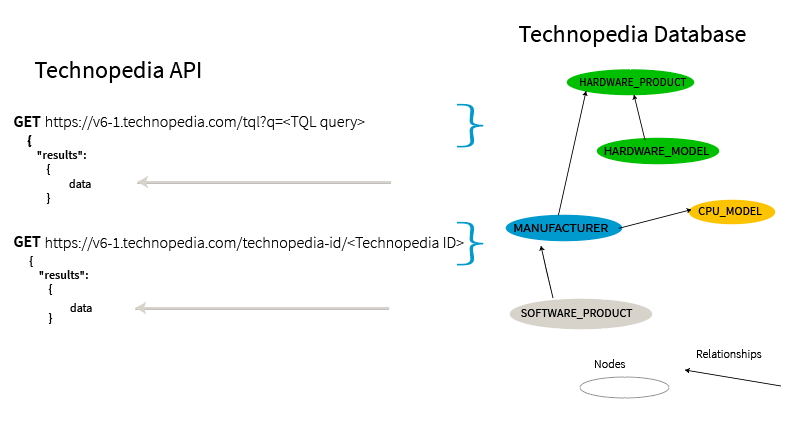 Technopedia Database
Technopedia API
GET https://v6-1.technopedia.com/tql?q=<TQL query>
{
"results":
{
data
}
GET https://v6-1.technopedia.com/technopedia-id/<Technopedia ID>
{
"results":
{
data
}
HARDWARE_PRODUCT
HARDWARE_MODEL
CPU_MODEL
MANUFACTURER
SOFTWARE_PRODUCT
Nodes
Relationships